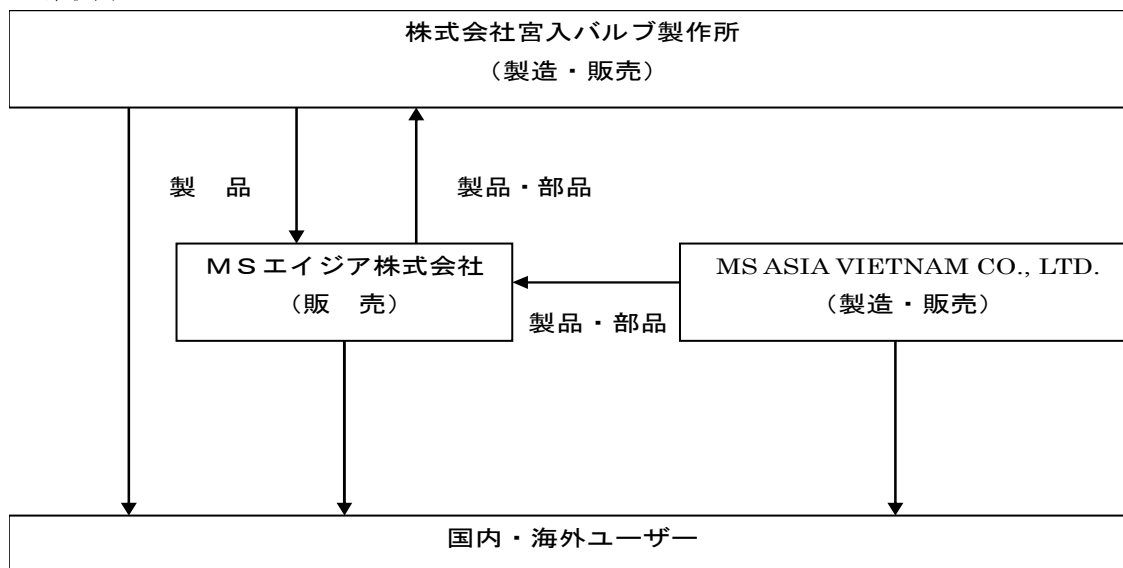 株式会社宮入バルブ製作所
（製造・販売）
製　品
製品・部品
ＭＳエイジア株式会社
（販　売）
製品・部品
MS ASIA VIETNAM CO., LTD.
（製造・販売）
国内・海外ユーザー